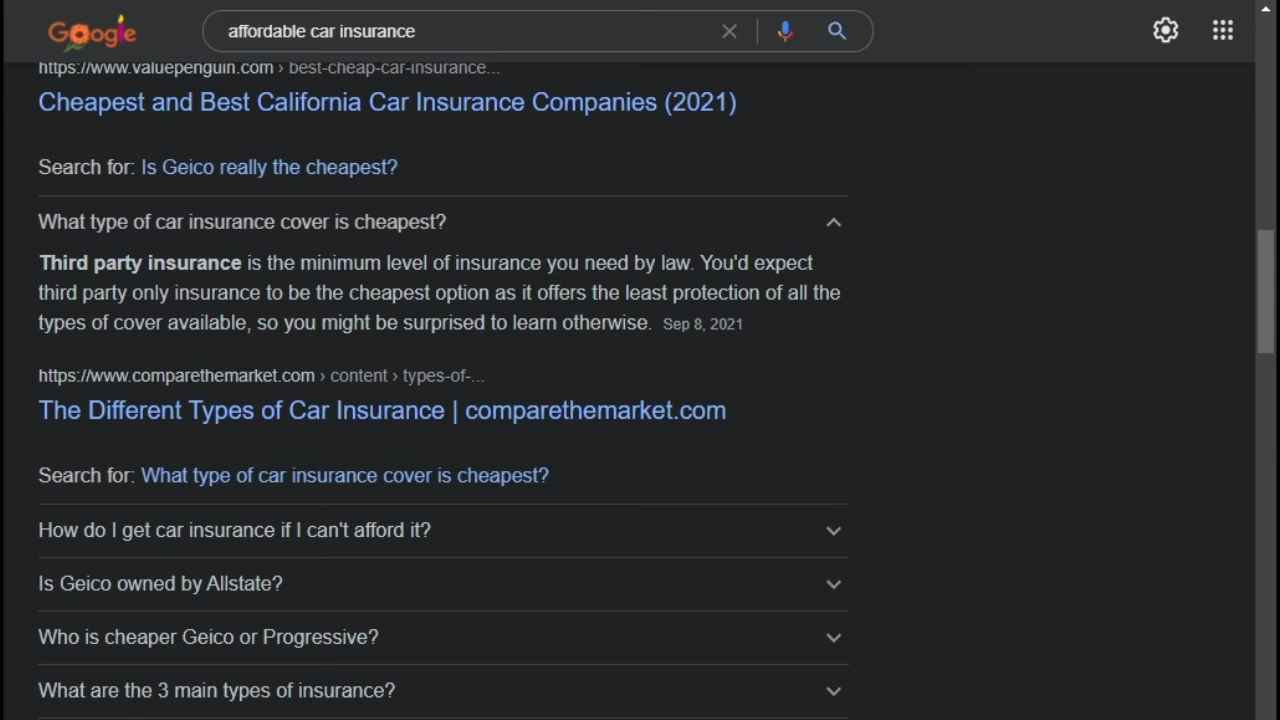 Google
affordable car insurance
https://www.valuepenguin.com › best-cheap-car-insurance...
Cheapest and Best California Car Insurance Companies (2021)
Search for: Is Geico really the cheapest?
What type of car insurance cover is cheapest?
Third party insurance is the minimum level of insurance you need by law. You'd expect
third party only insurance to be the cheapest option as it offers the least protection of all the
types of cover available, so you might be surprised to learn otherwise. Sep 8, 2021
https://www.comparethemarket.com › content › types-of-...
The Different Types of Car Insurance | comparethemarket.com
Search for: What type of car insurance cover is cheapest?
How do I get car insurance if I can't afford it?
Is Geico owned by Allstate?
Who is cheaper Geico or Progressive?
What are the 3 main types of insurance?